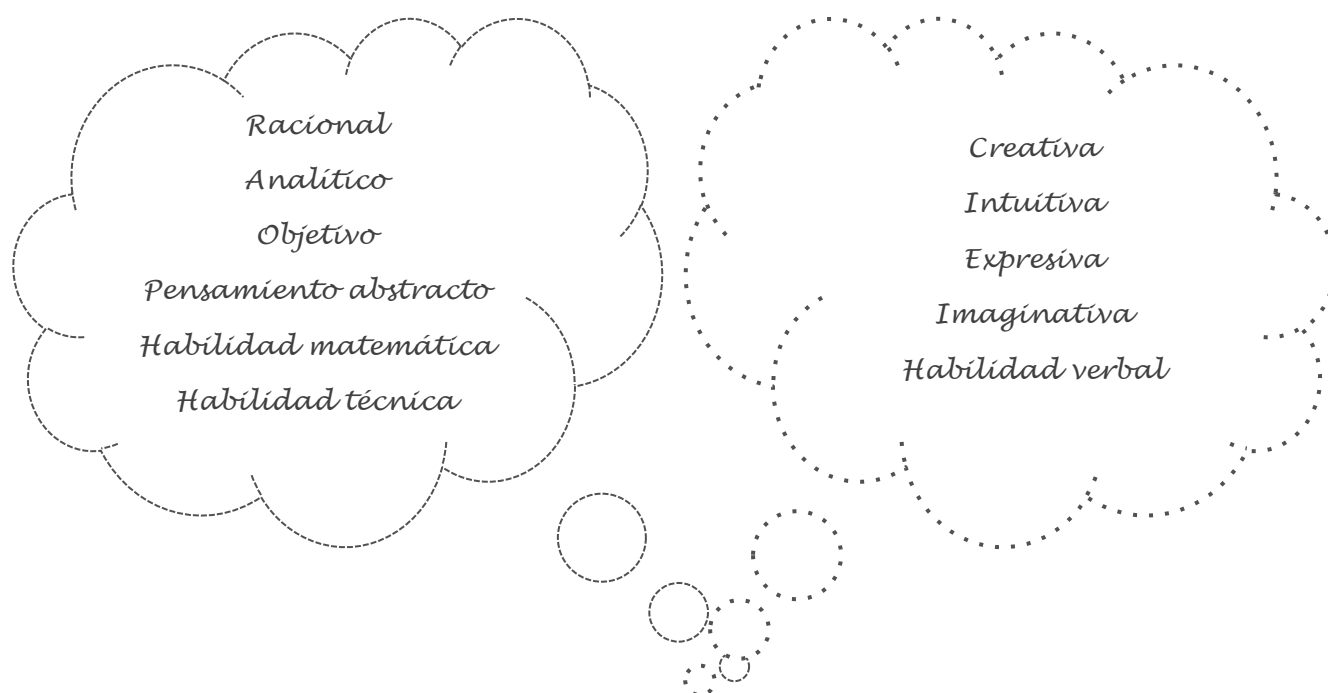 Racional
Analítico
Objetivo
Pensamiento abstracto
Habilidad matemática
Habilidad técnica
Creativa
Intuitiva
Expresiva
Imaginativa
Habilidad verbal